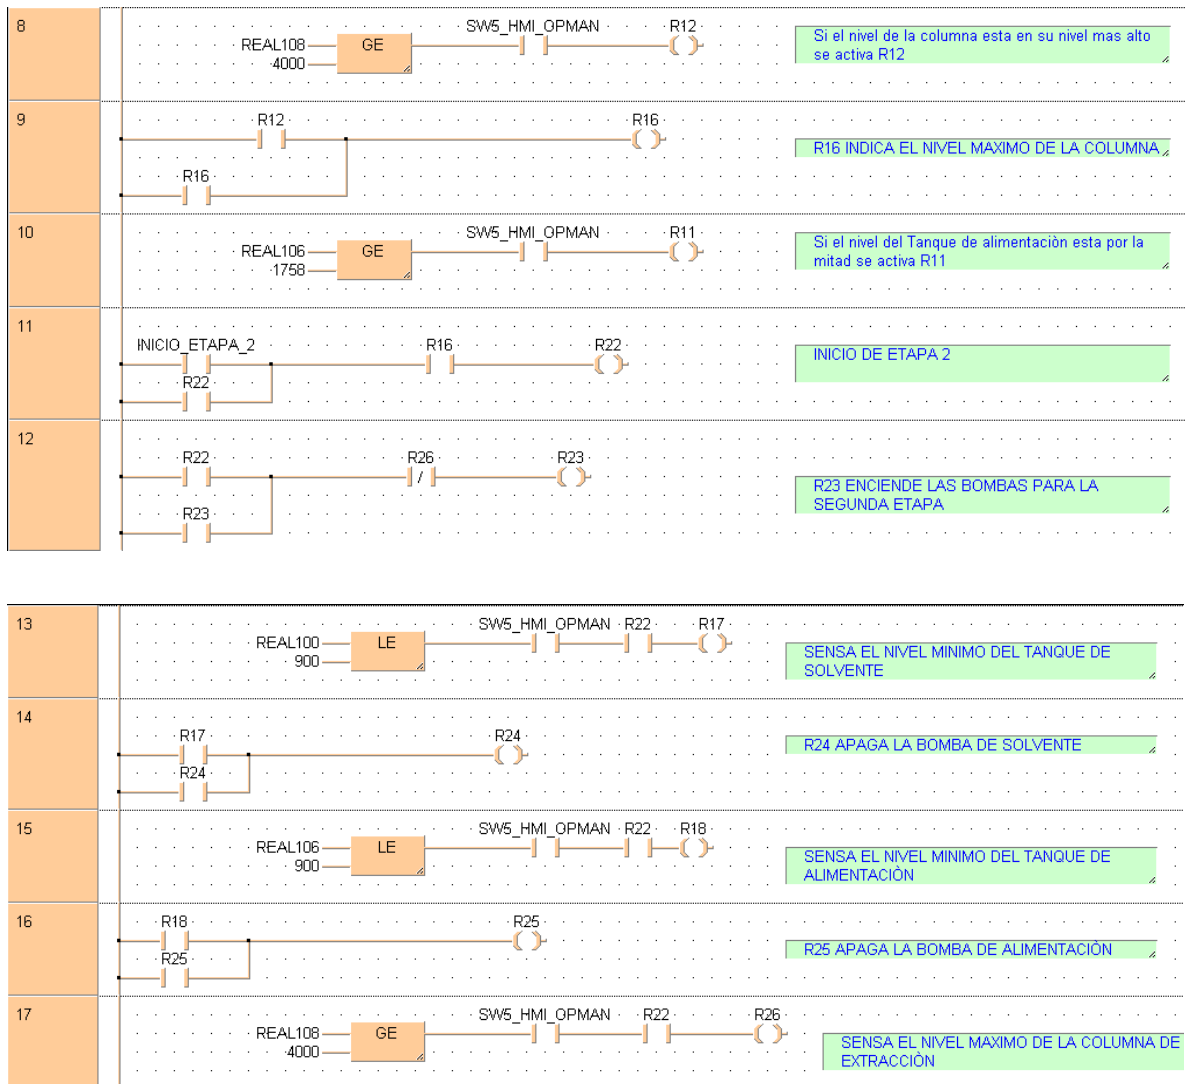 8
SW5_HMI_OPMAN R12
REAL108 GE
4000
Si el nivel de la columna esta en su nivel mas alto
se activa R12
9
R12 R16
R16
R16 INDICA EL NIVEL MAXIMO DE LA COLUMNA
10
SW5_HMI_OPMAN R11
REAL106 GE
1758
Si el nivel del Tanque de alimentaciòn esta por la
mitad se activa R11
11
INICIO_ETAPA_2 R16 R22
R22
INICIO DE ETAPA 2
12
R22 R26 R23
/
R23
R23 ENCIENDE LAS BOMBAS PARA LA
SEGUNDA ETAPA
13
SW5_HMI_OPMAN R22 R17
REAL100 LE
900
SENSA EL NIVEL MINIMO DEL TANQUE DE
SOLVENTE
14
R17 R24
R24
R24 APAGA LA BOMBA DE SOLVENTE
15
SW5_HMI_OPMAN R22 R18
REAL106 LE
900
SENSA EL NIVEL MINIMO DEL TANQUE DE
ALIMENTACIÒN
16
R18 R25
R25
R25 APAGA LA BOMBA DE ALIMENTACIÒN
17
SW5_HMI_OPMAN R22 R26
REAL108 GE
4000
SENSA EL NIVEL MAXIMO DE LA COLUMNA DE
EXTRACCIÒN